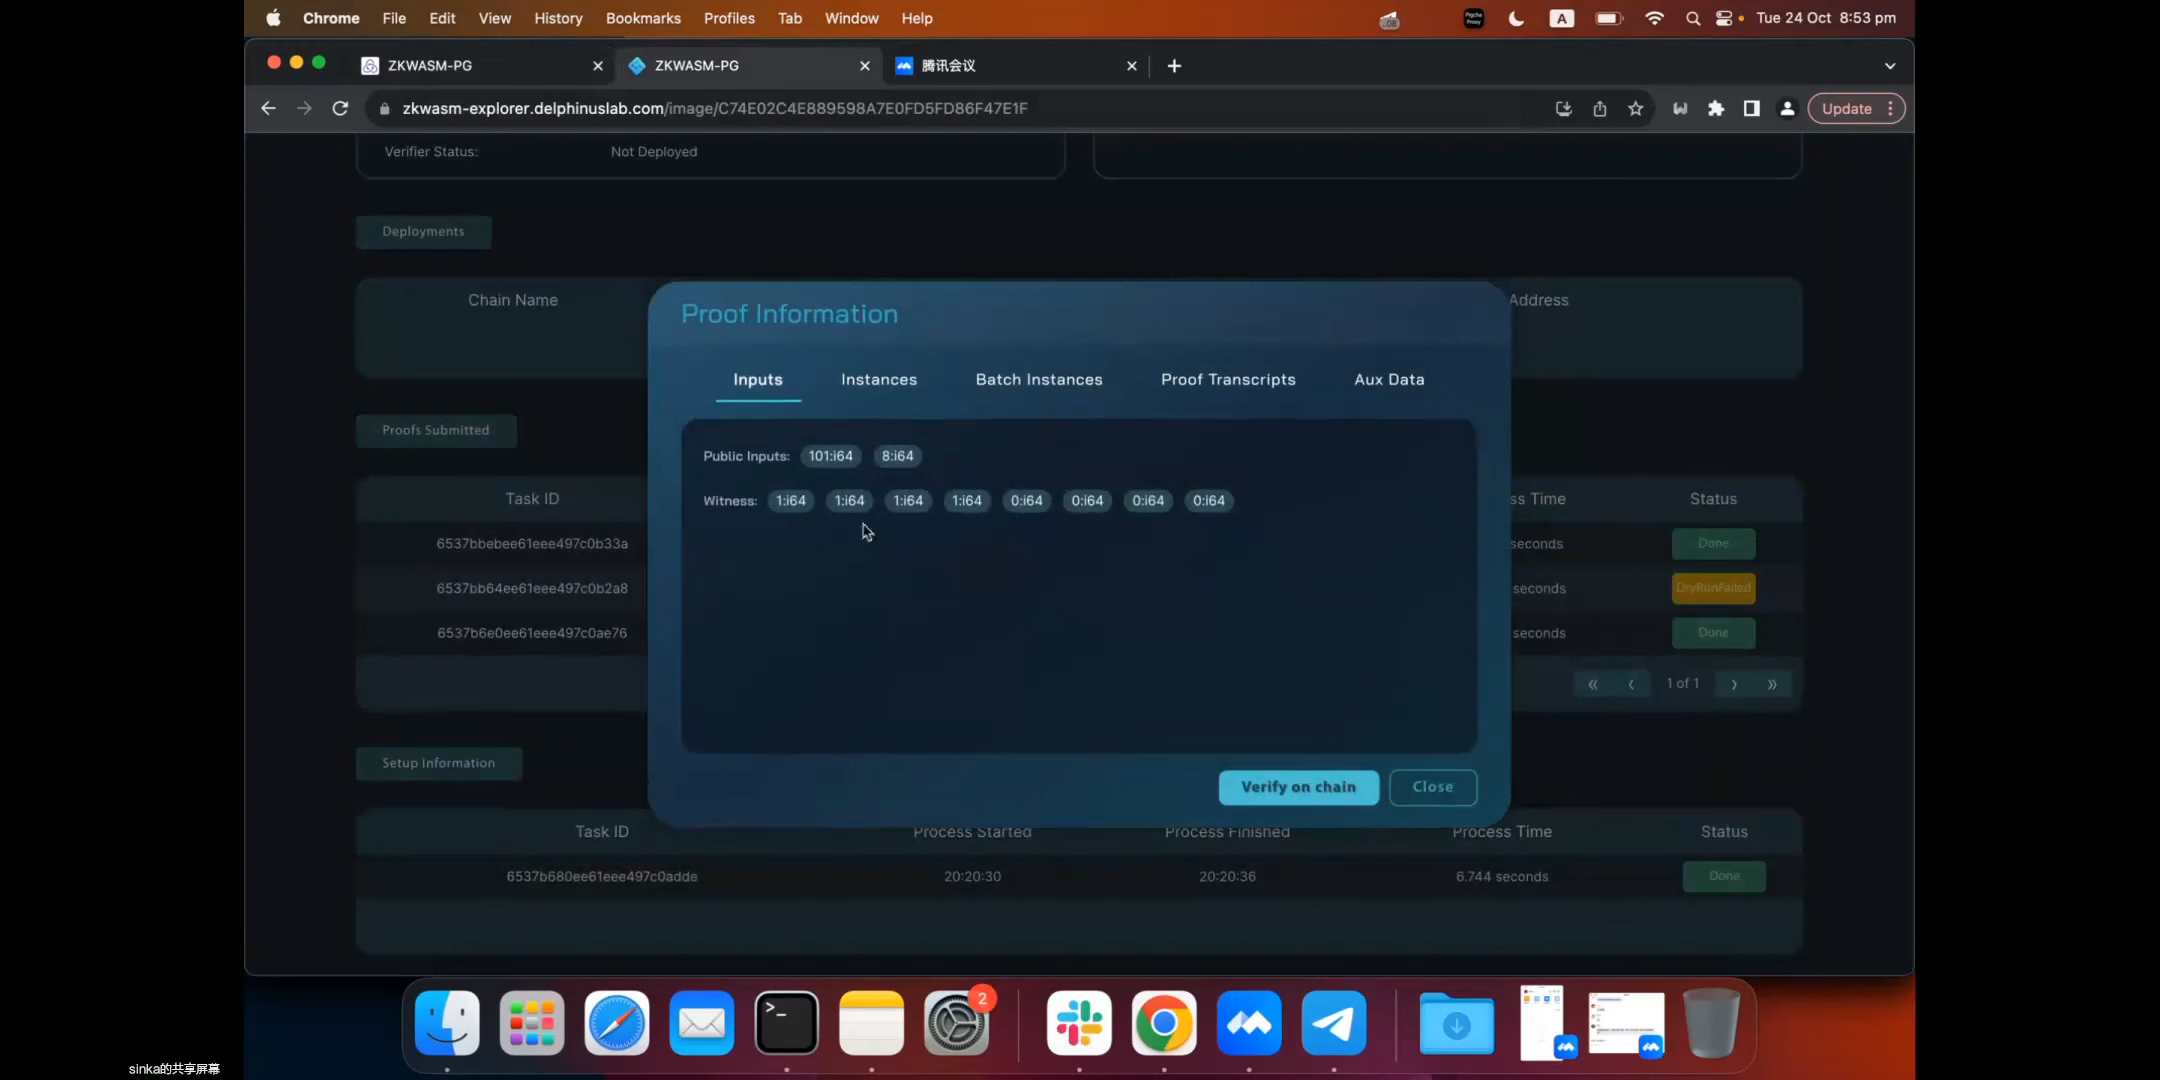 Chrome File Edit View History Bookmarks Profiles Tab Window Help A Tue 24 Oct 8:53 pm
ZKWASM-PG ZKWASM-PG 腾讯会议
zkwasm-explorer.delphinuslab.com/image/C74E02C4E889598A7E0FD5FD86F47E1F Update
Verifier Status: Not Deployed
Deployments
Chain Name Address
Proof Information
Inputs Instances Batch Instances Proof Transcripts Aux Data
Public Inputs: 101:i64 8:i64
Witness: 1:i64 1:i64 1:i64 1:i64 0:i64 0:i64 0:i64 0:i64
Verify on chain Close
Proofs Submitted
Task ID ss Time Status
6537bbebee61eee497c0b33a seconds Done
6537bb64ee61eee497c0b2a8 seconds DryRunFailed
6537b6e0ee61eee497c0ae76 seconds Done
« ‹ 1 of 1 › »
Setup Information
Task ID Process Started Process Finished Process Time Status
6537b680ee61eee497c0adde 20:20:30 20:20:36 6.744 seconds Done
2
sinka的共享屏幕